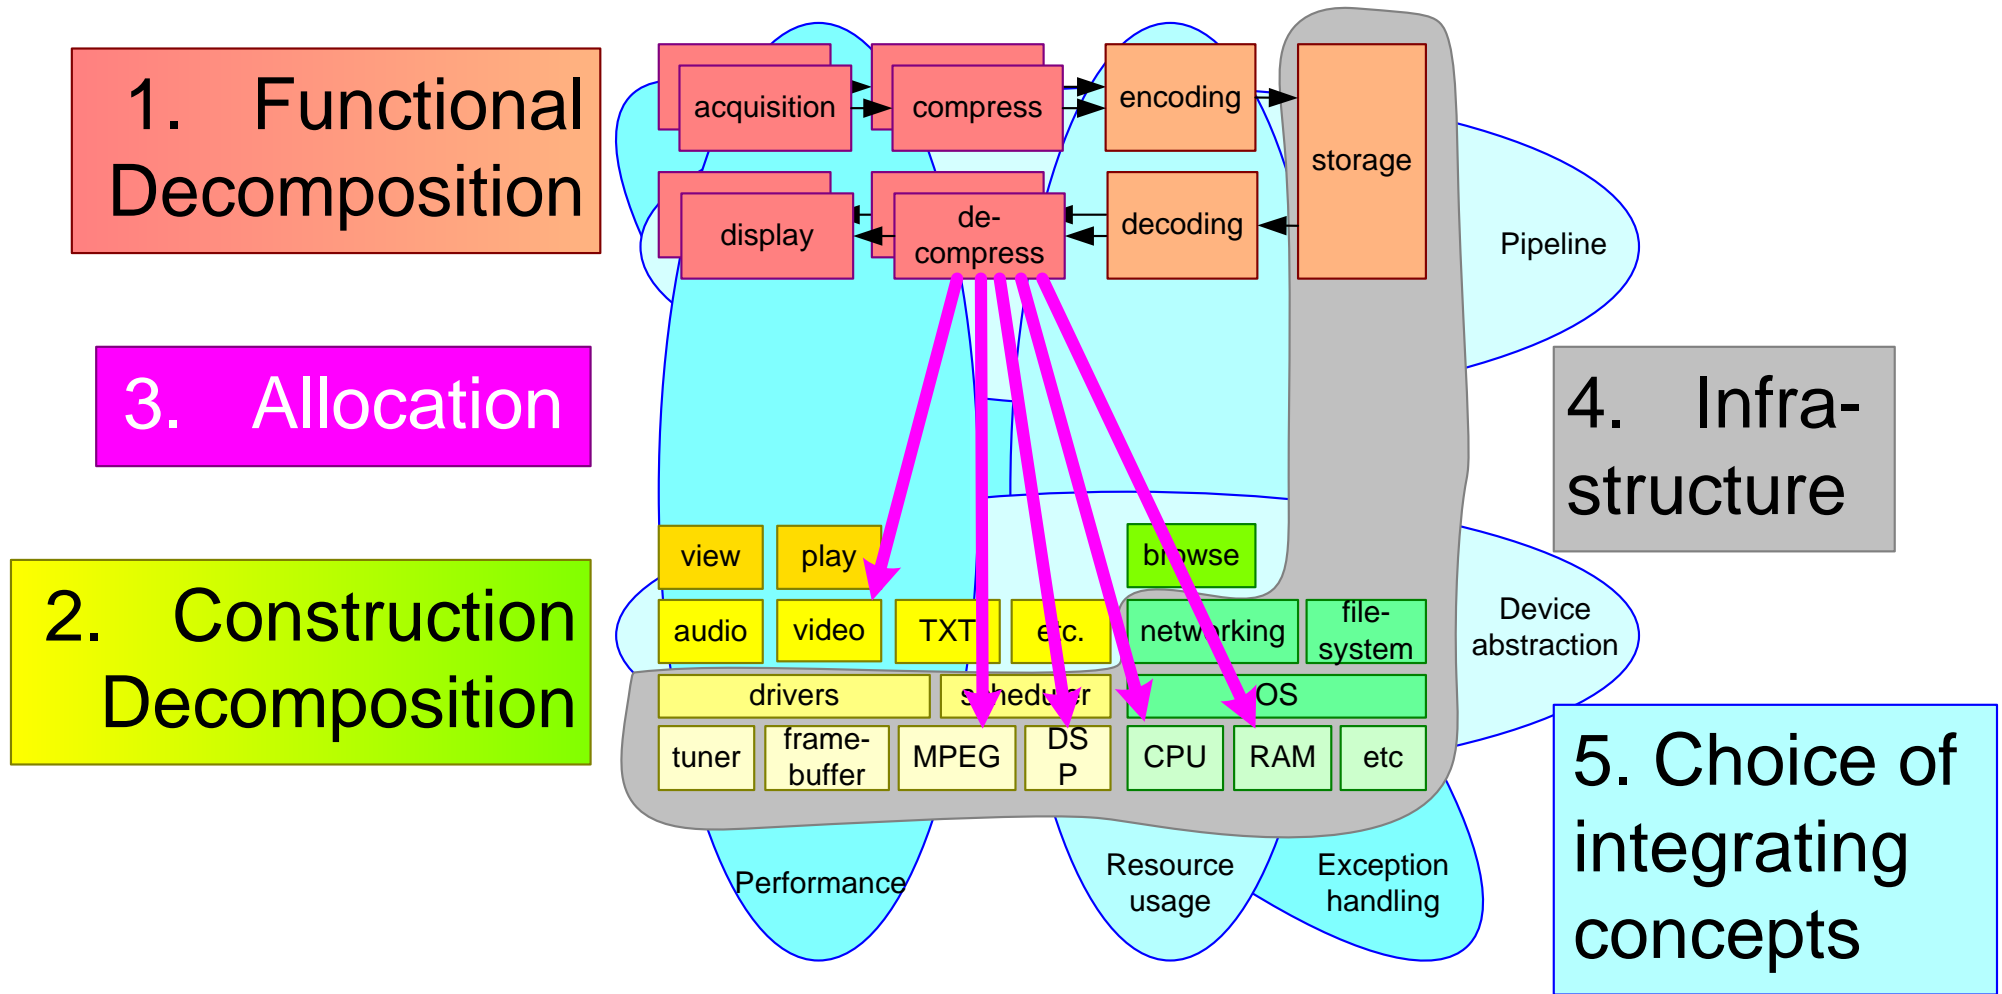 1. Functional
Decomposition
acquisition
compress
encoding
storage
display
de-
compress
decoding
Pipeline
3. Allocation
4. Infra-
structure
2. Construction
Decomposition
view
play
browse
audio
video
TXT
etc.
networking
file-
system
Device
abstraction
drivers
scheduler
OS
tuner
frame-
buffer
MPEG
DS
P
CPU
RAM
etc
5. Choice of
integrating
concepts
Performance
Resource
usage
Exception
handling